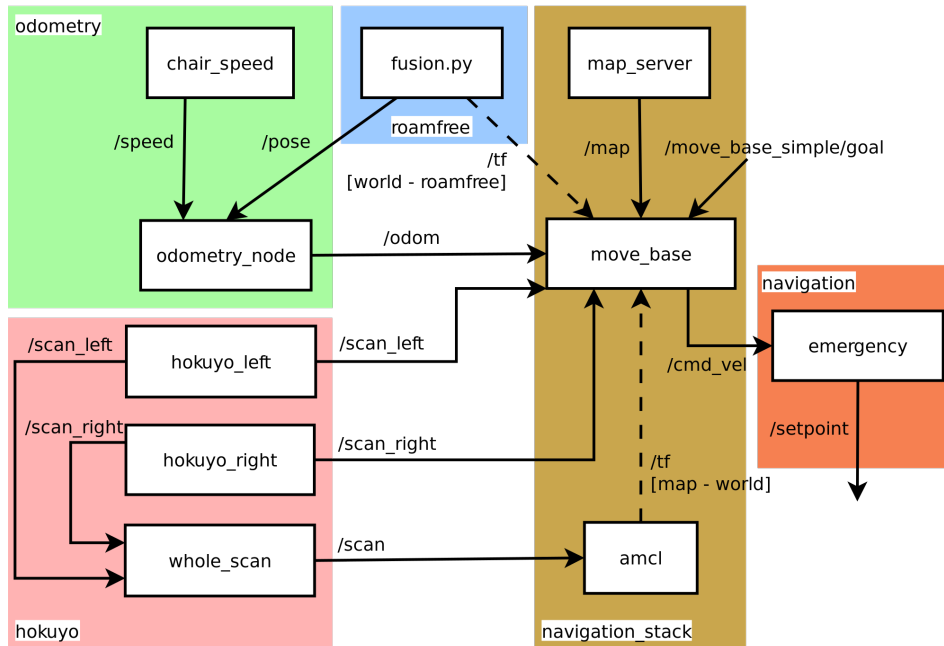 odometry
chair_speed
fusion.py
map_server
/speed
/pose
roamfree
/map
/move_base_simple/goal
/tf
[world - roamfree]
odometry_node
/odom
move_base
navigation
hokuyo_left
/scan_left
/scan_left
/cmd_vel
emergency
/scan_right
hokuyo_right
/scan_right
/setpoint
/tf
[map - world]
whole_scan
/scan
amcl
hokuyo
navigation_stack